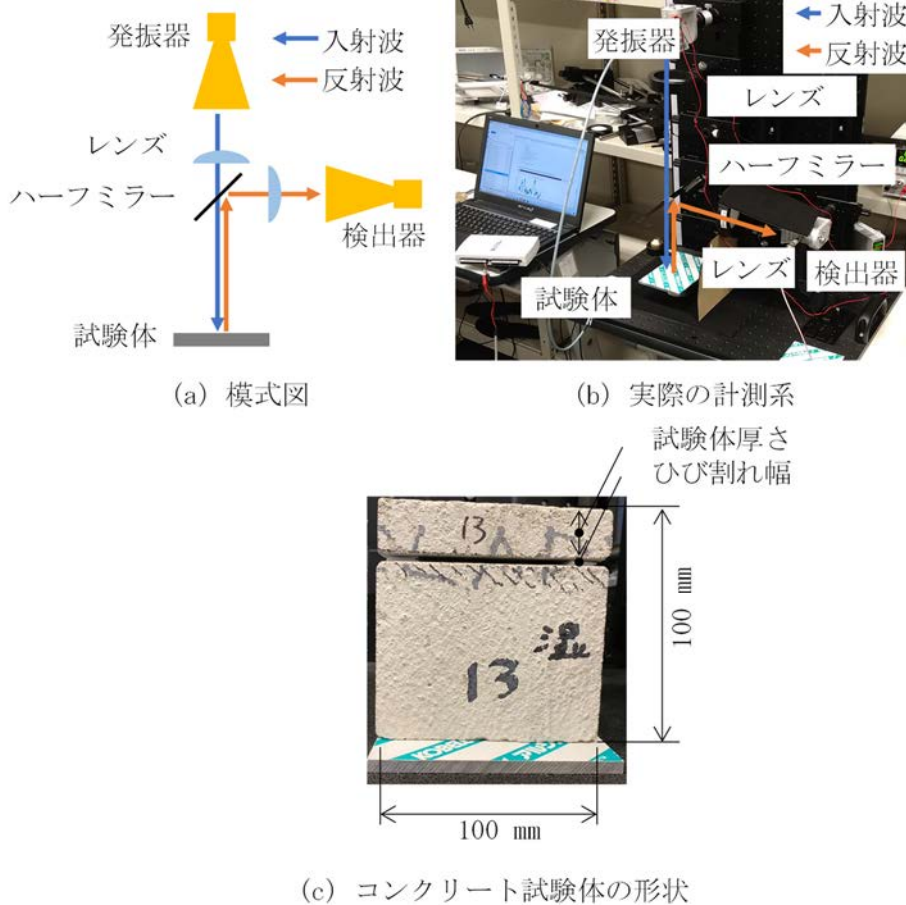 発振器
入射波
反射波
レンズ
ハーフミラー
検出器
試験体
(a) 模式図
発振器
入射波
反射波
レンズ
ハーフミラー
試験体
レンズ
検出器
(b) 実際の計測系
試験体厚さ
ひび割れ幅
13
湿
13
100 mm
100 mm
(c) コンクリート試験体の形状